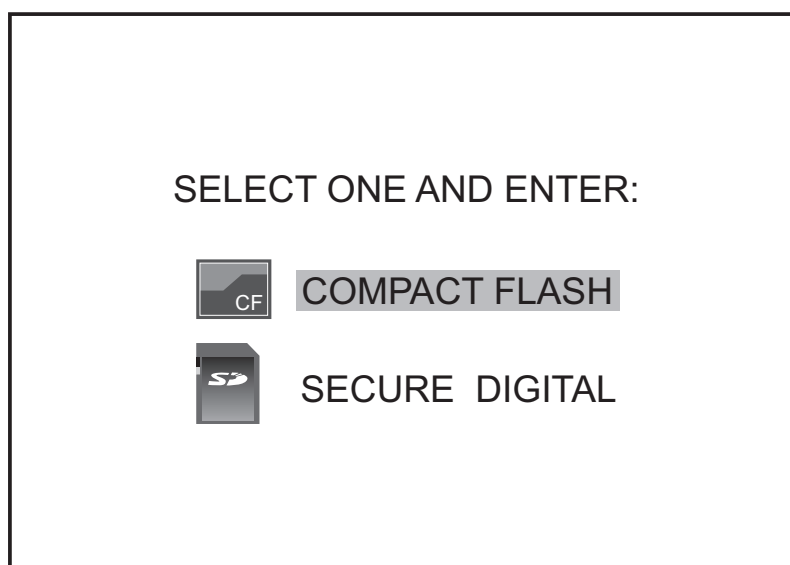 SELECT ONE AND ENTER:
CF COMPACT FLASH
SD SECURE DIGITAL